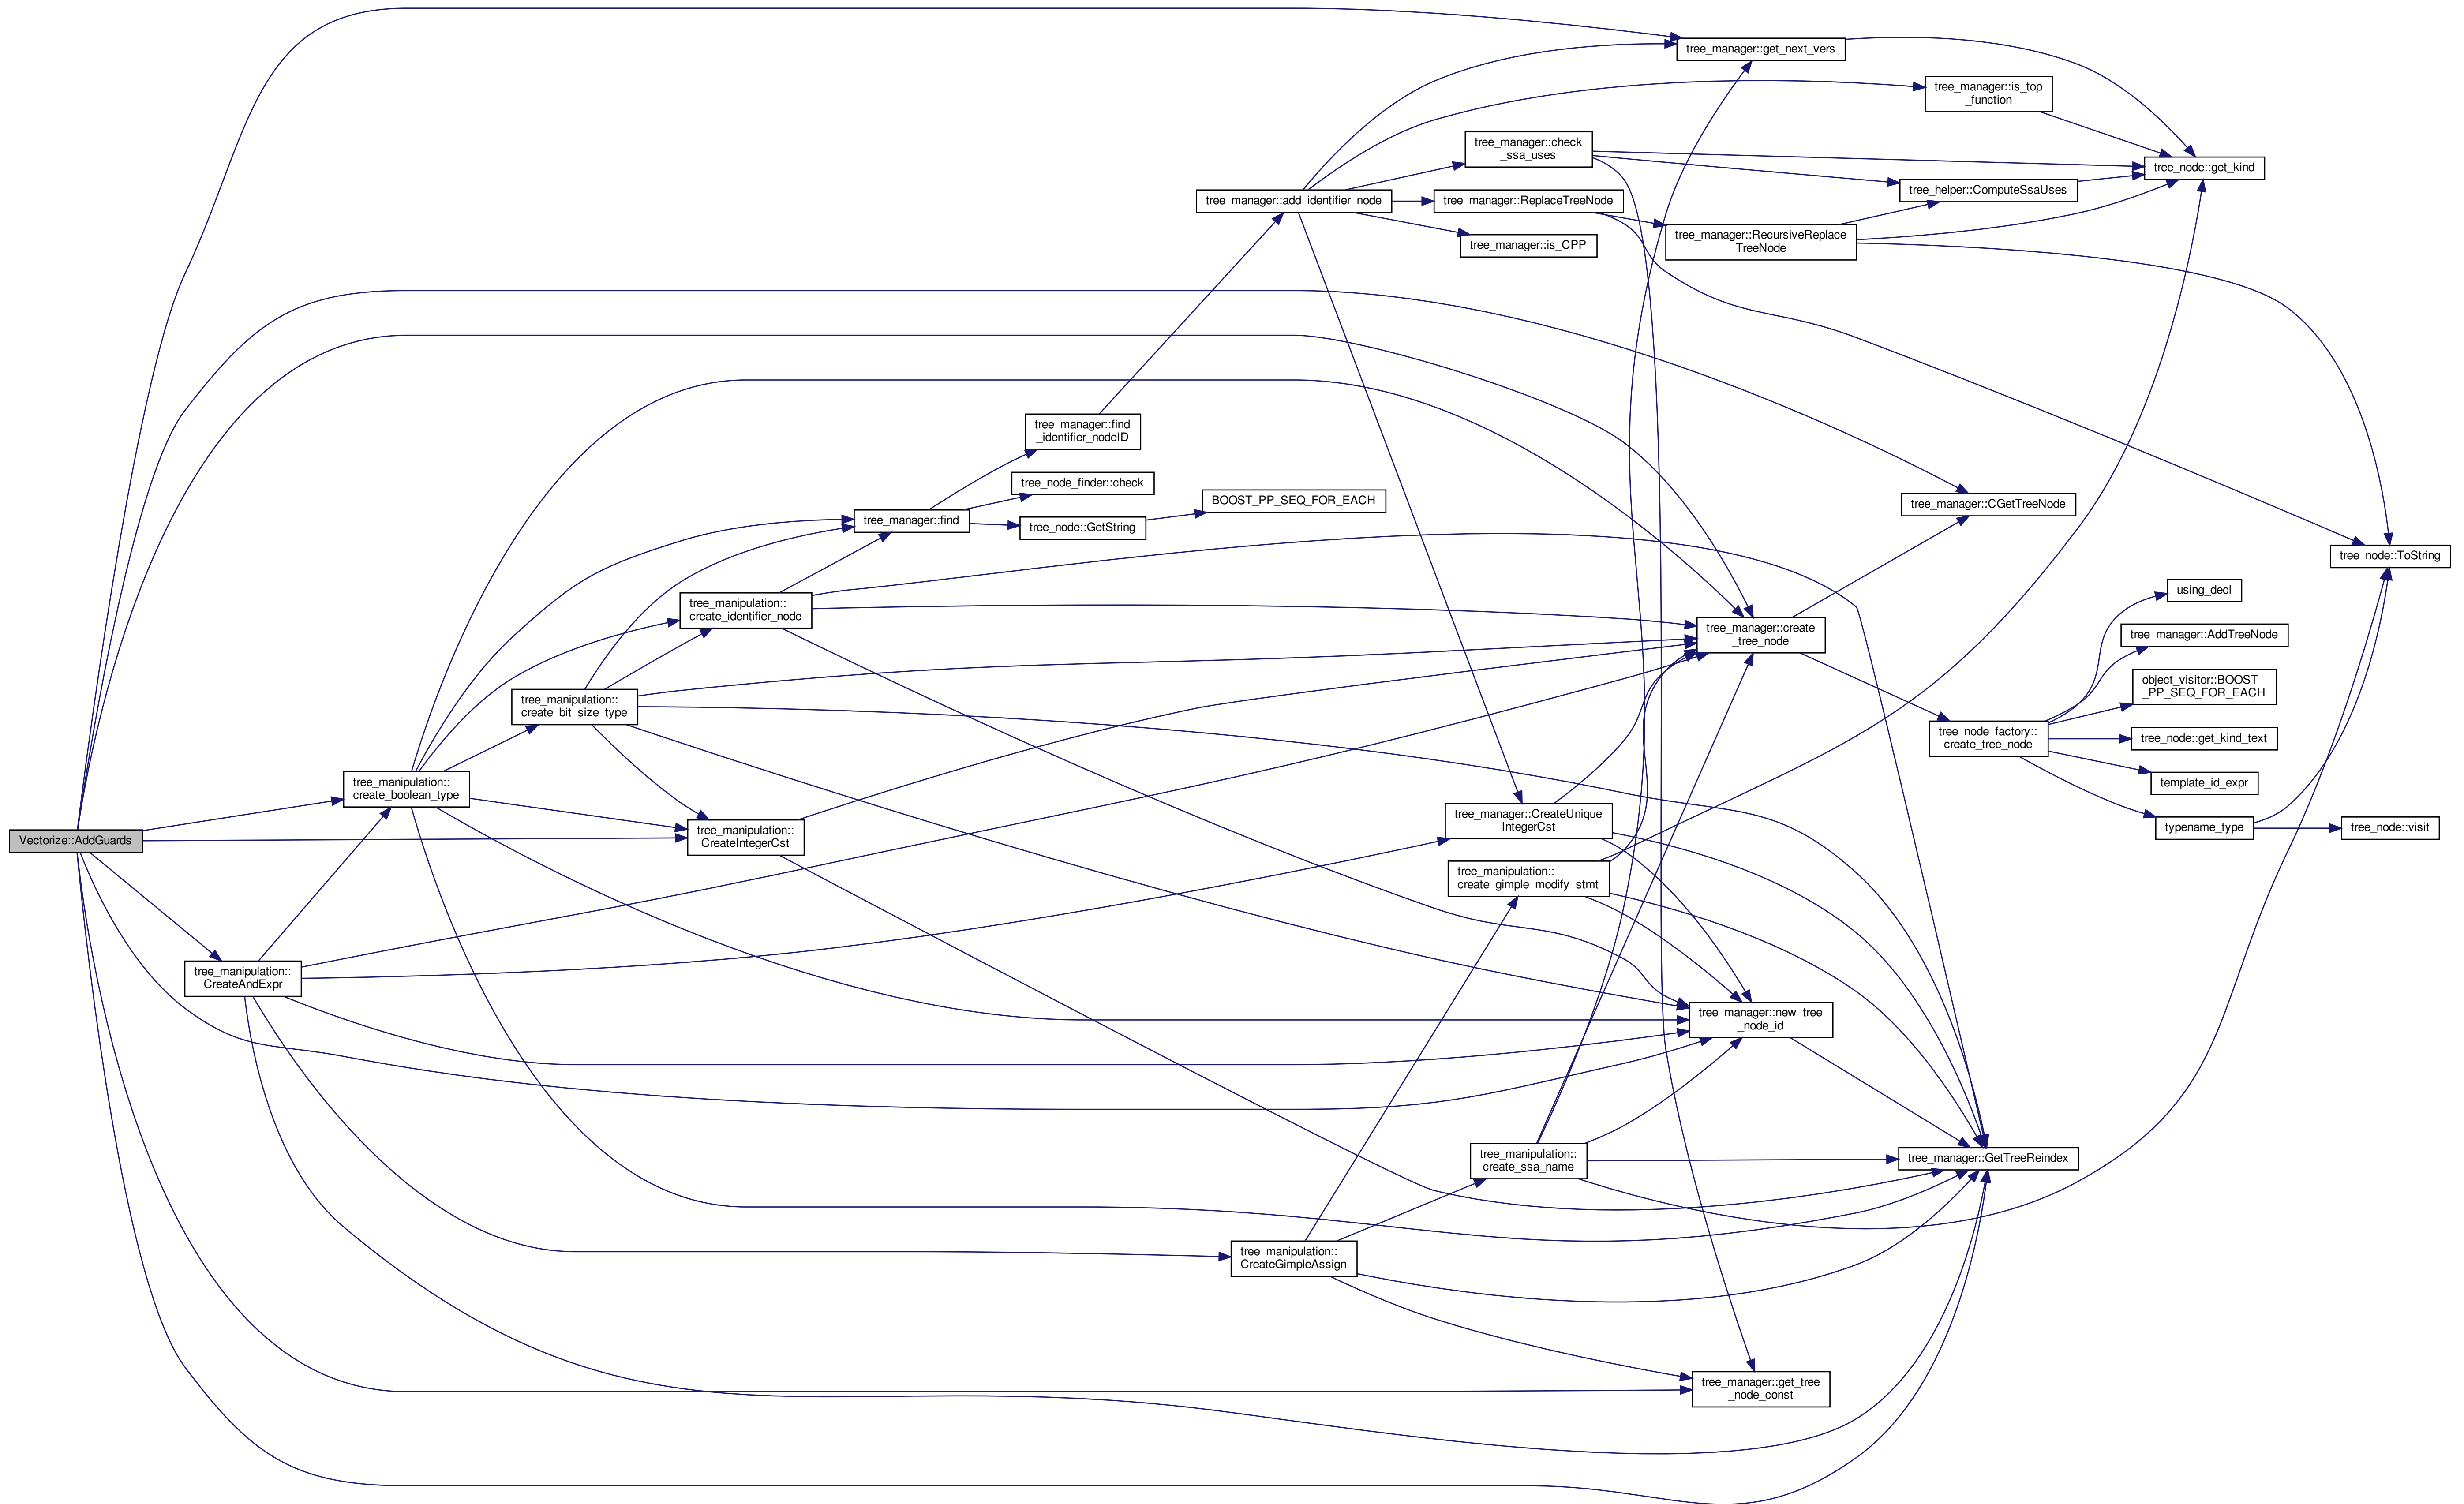 Vectorize::AddGuards
tree_manipulation::
create_boolean_type
tree_manipulation::
CreateAndExpr
tree_manipulation::
create_bit_size_type
tree_manipulation::
create_identifier_node
tree_manipulation::
CreateIntegerCst
tree_manager::find
tree_manager::find
_identifier_nodeID
tree_node_finder::check
tree_node::GetString
BOOST_PP_SEQ_FOR_EACH
tree_manager::add_identifier_node
tree_manager::check
_ssa_uses
tree_manager::ReplaceTreeNode
tree_manager::is_CPP
tree_manager::CreateUnique
IntegerCst
tree_manipulation::
create_gimple_modify_stmt
tree_manipulation::
create_ssa_name
tree_manipulation::
CreateGimpleAssign
tree_manager::get_next_vers
tree_manager::is_top
_function
tree_node::get_kind
tree_helper::ComputeSsaUses
tree_manager::RecursiveReplace
TreeNode
tree_manager::CGetTreeNode
tree_node::ToString
tree_manager::create
_tree_node
using_decl
tree_manager::AddTreeNode
object_visitor::BOOST
_PP_SEQ_FOR_EACH
tree_node_factory::
create_tree_node
tree_node::get_kind_text
template_id_expr
typename_type
tree_node::visit
tree_manager::new_tree
_node_id
tree_manager::GetTreeReindex
tree_manager::get_tree
_node_const